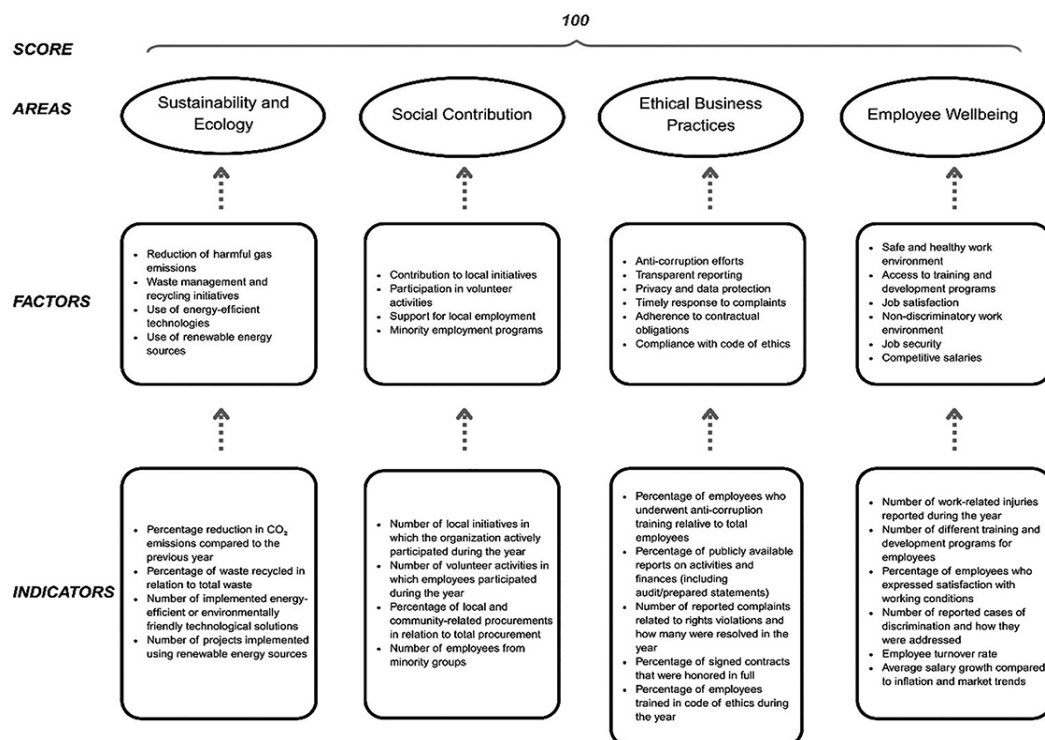 100
SCORE
AREAS
Sustainability and
Ecology
Social Contribution
Ethical Business
Practices
Employee Wellbeing
FACTORS
• Reduction of harmful gas
emissions
• Waste management and
recycling initiatives
• Use of energy-efficient
technologies
• Use of renewable energy
sources
• Contribution to local initiatives
• Participation in volunteer
activities
• Support for local employment
• Minority employment programs
• Anti-corruption efforts
• Transparent reporting
• Privacy and data protection
• Timely response to complaints
• Adherence to contractual
obligations
• Compliance with code of ethics
• Safe and healthy work
environment
• Access to training and
development programs
• Job satisfaction
• Non-discriminatory work
environment
• Job security
• Competitive salaries
INDICATORS
• Percentage reduction in CO₂
emissions compared to the
previous year
• Percentage of waste recycled in
relation to total waste
• Number of implemented energy-
efficient or environmentally
friendly technological solutions
• Number of projects implemented
using renewable energy sources
• Number of local initiatives in
which the organization actively
participated during the year
• Number of volunteer activities in
which employees participated
during the year
• Percentage of local and
community-related procurements
in relation to total procurement
• Number of employees from
minority groups
• Percentage of employees who
underwent anti-corruption
training relative to total
employees
• Percentage of publicly available
reports on activities and
finances (including
audit/prepared statements)
• Number of reported complaints
related to rights violations and
how many were resolved in the
year
• Percentage of signed contracts
that were honored in full
• Percentage of employees
trained in code of ethics during
the year
• Number of work-related injuries
reported during the year
• Number of different training and
development programs for
employees
• Percentage of employees who
expressed satisfaction with
working conditions
• Number of reported cases of
discrimination and how they
were addressed
• Employee turnover rate
• Average salary growth compared
to inflation and market trends